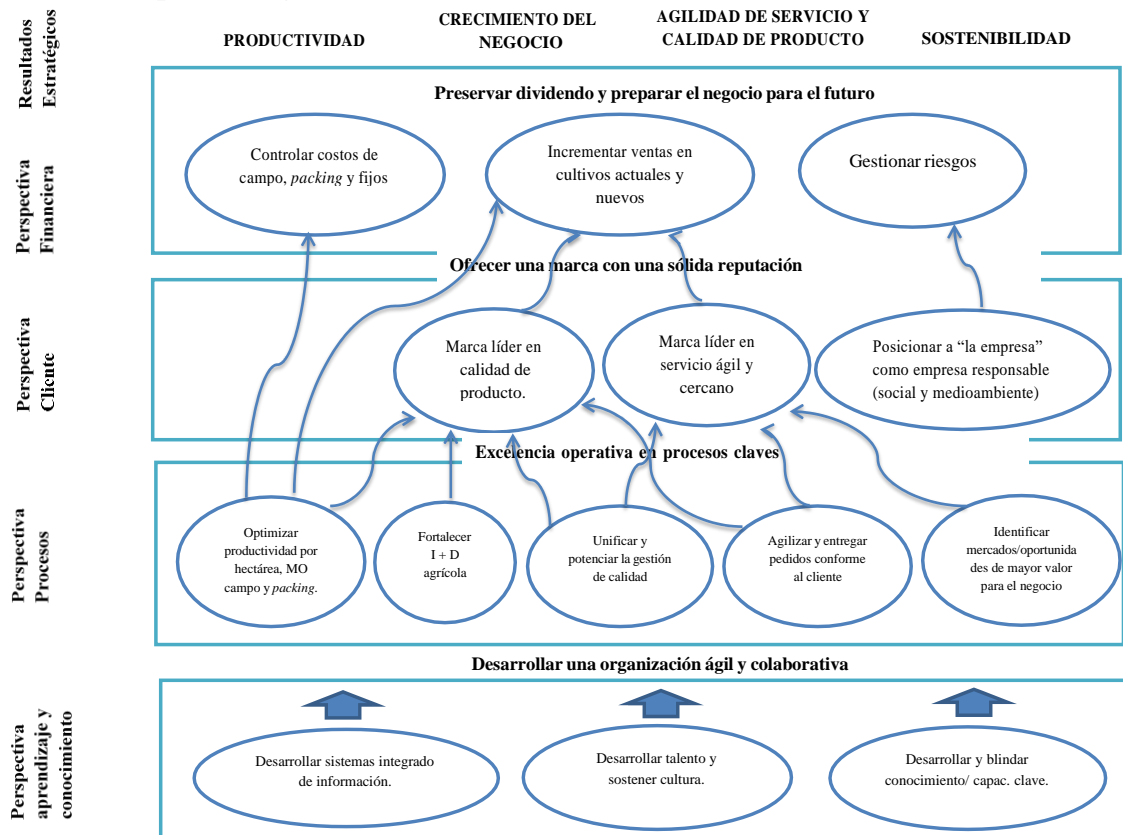 Resultados
Estratégicos
PRODUCTIVIDAD
CRECIMIENTO DEL
NEGOCIO
AGILIDAD DE SERVICIO Y
CALIDAD DE PRODUCTO
SOSTENIBILIDAD
Perspectiva
Financiera
Preservar dividendo y preparar el negocio para el futuro
Controlar costos de
campo, packing y fijos
Incrementar ventas en
cultivos actuales y
nuevos
Gestionar riesgos
Perspectiva
Cliente
Ofrecer una marca con una sólida reputación
Marca líder en
calidad de
producto.
Marca líder en
servicio ágil y
cercano
Posicionar a “la empresa”
como empresa responsable
(social y medioambiente)
Perspectiva
Procesos
Excelencia operativa en procesos claves
Optimizar
productividad por
hectárea, MO
campo y packing.
Fortalecer
I + D
agrícola
Unificar y
potenciar la gestión
de calidad
Agilizar y entregar
pedidos conforme
al cliente
Identificar
mercados/oportunida
des de mayor valor
para el negocio
Perspectiva
aprendizaje y
conocimiento
Desarrollar una organización ágil y colaborativa
Desarrollar sistemas integrado
de información.
Desarrollar talento y
sostener cultura.
Desarrollar y blindar
conocimiento/ capac. clave.